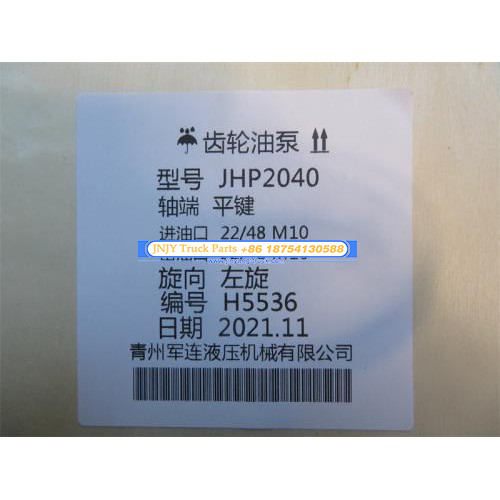 齿轮油泵
型号 JHP2040
轴端 平键
进油口 22/48 M10
JNJY Truck Parts +86 18754130588
旋向 左旋
编号 H5536
日期 2021.11
青州军连液压机械有限公司